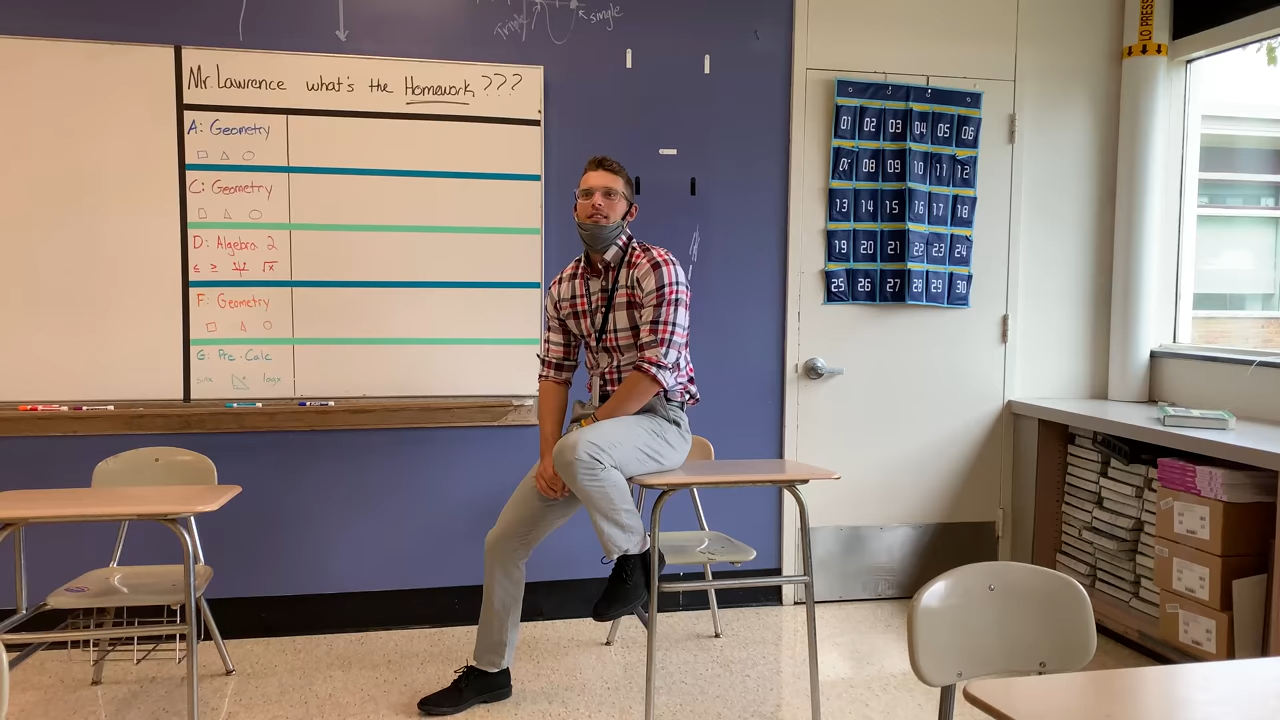 Triple single
LO PRESS
Mr. Lawrence what's the Homework ???
A: Geometry
C: Geometry
D: Algebra 2
≤ ≥ √x
F: Geometry
G: Pre-Calc
sinx logx
01 02 03 04 05 06
07 08 09 10 11 12
13 14 15 16 17 18
19 20 21 22 23 24
25 26 27 28 29 30